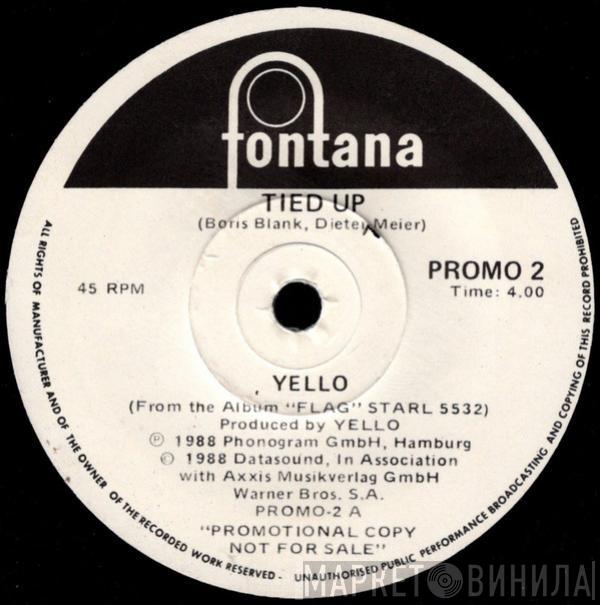 fontana
TIED UP
(Boris Blank, Dieter Meier)
45 RPM
PROMO 2
Time: 4.00
YELLO
(From the Album "FLAG" STARL 5532)
Produced by YELLO
Ⓟ 1988 Phonogram GmbH, Hamburg
© 1988 Datasound, In Association
with Axxis Musikverlag GmbH
Warner Bros. S.A.
PROMO-2 A
"PROMOTIONAL COPY
NOT FOR SALE"
ALL RIGHTS OF MANUFACTURER AND OF THE OWNER OF THE RECORDED WORK RESERVED - UNAUTHORISED PUBLIC PERFORMANCE BROADCASTING AND COPYING OF THIS RECORD PROHIBITED
МАРКЕТ ВИНИЛА